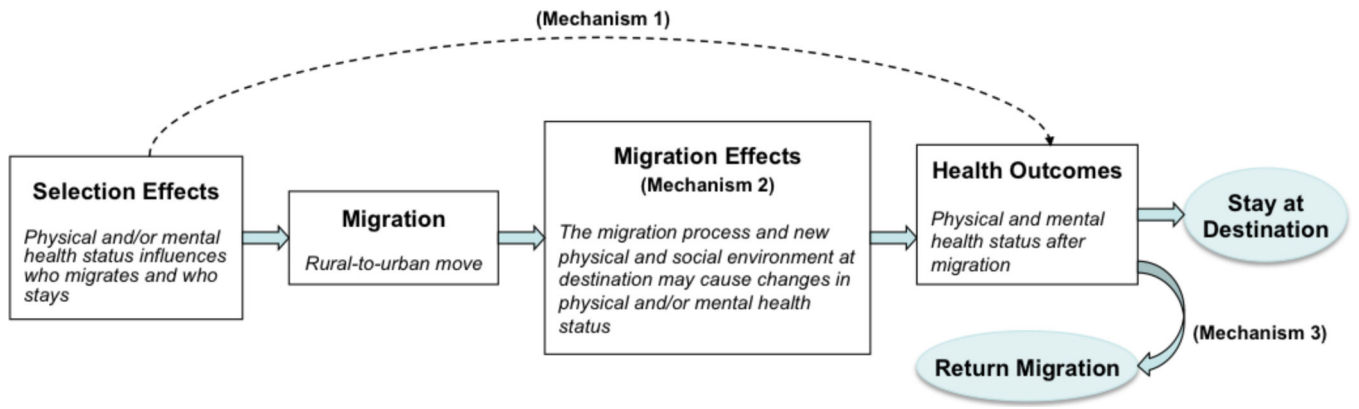 (Mechanism 1)
Selection Effects
Physical and/or mental
health status influences
who migrates and who
stays
Migration
Rural-to-urban move
Migration Effects
(Mechanism 2)
The migration process and new
physical and social environment at
destination may cause changes in
physical and/or mental health
status
Health Outcomes
Physical and mental
health status after
migration
Stay at
Destination
(Mechanism 3)
Return Migration